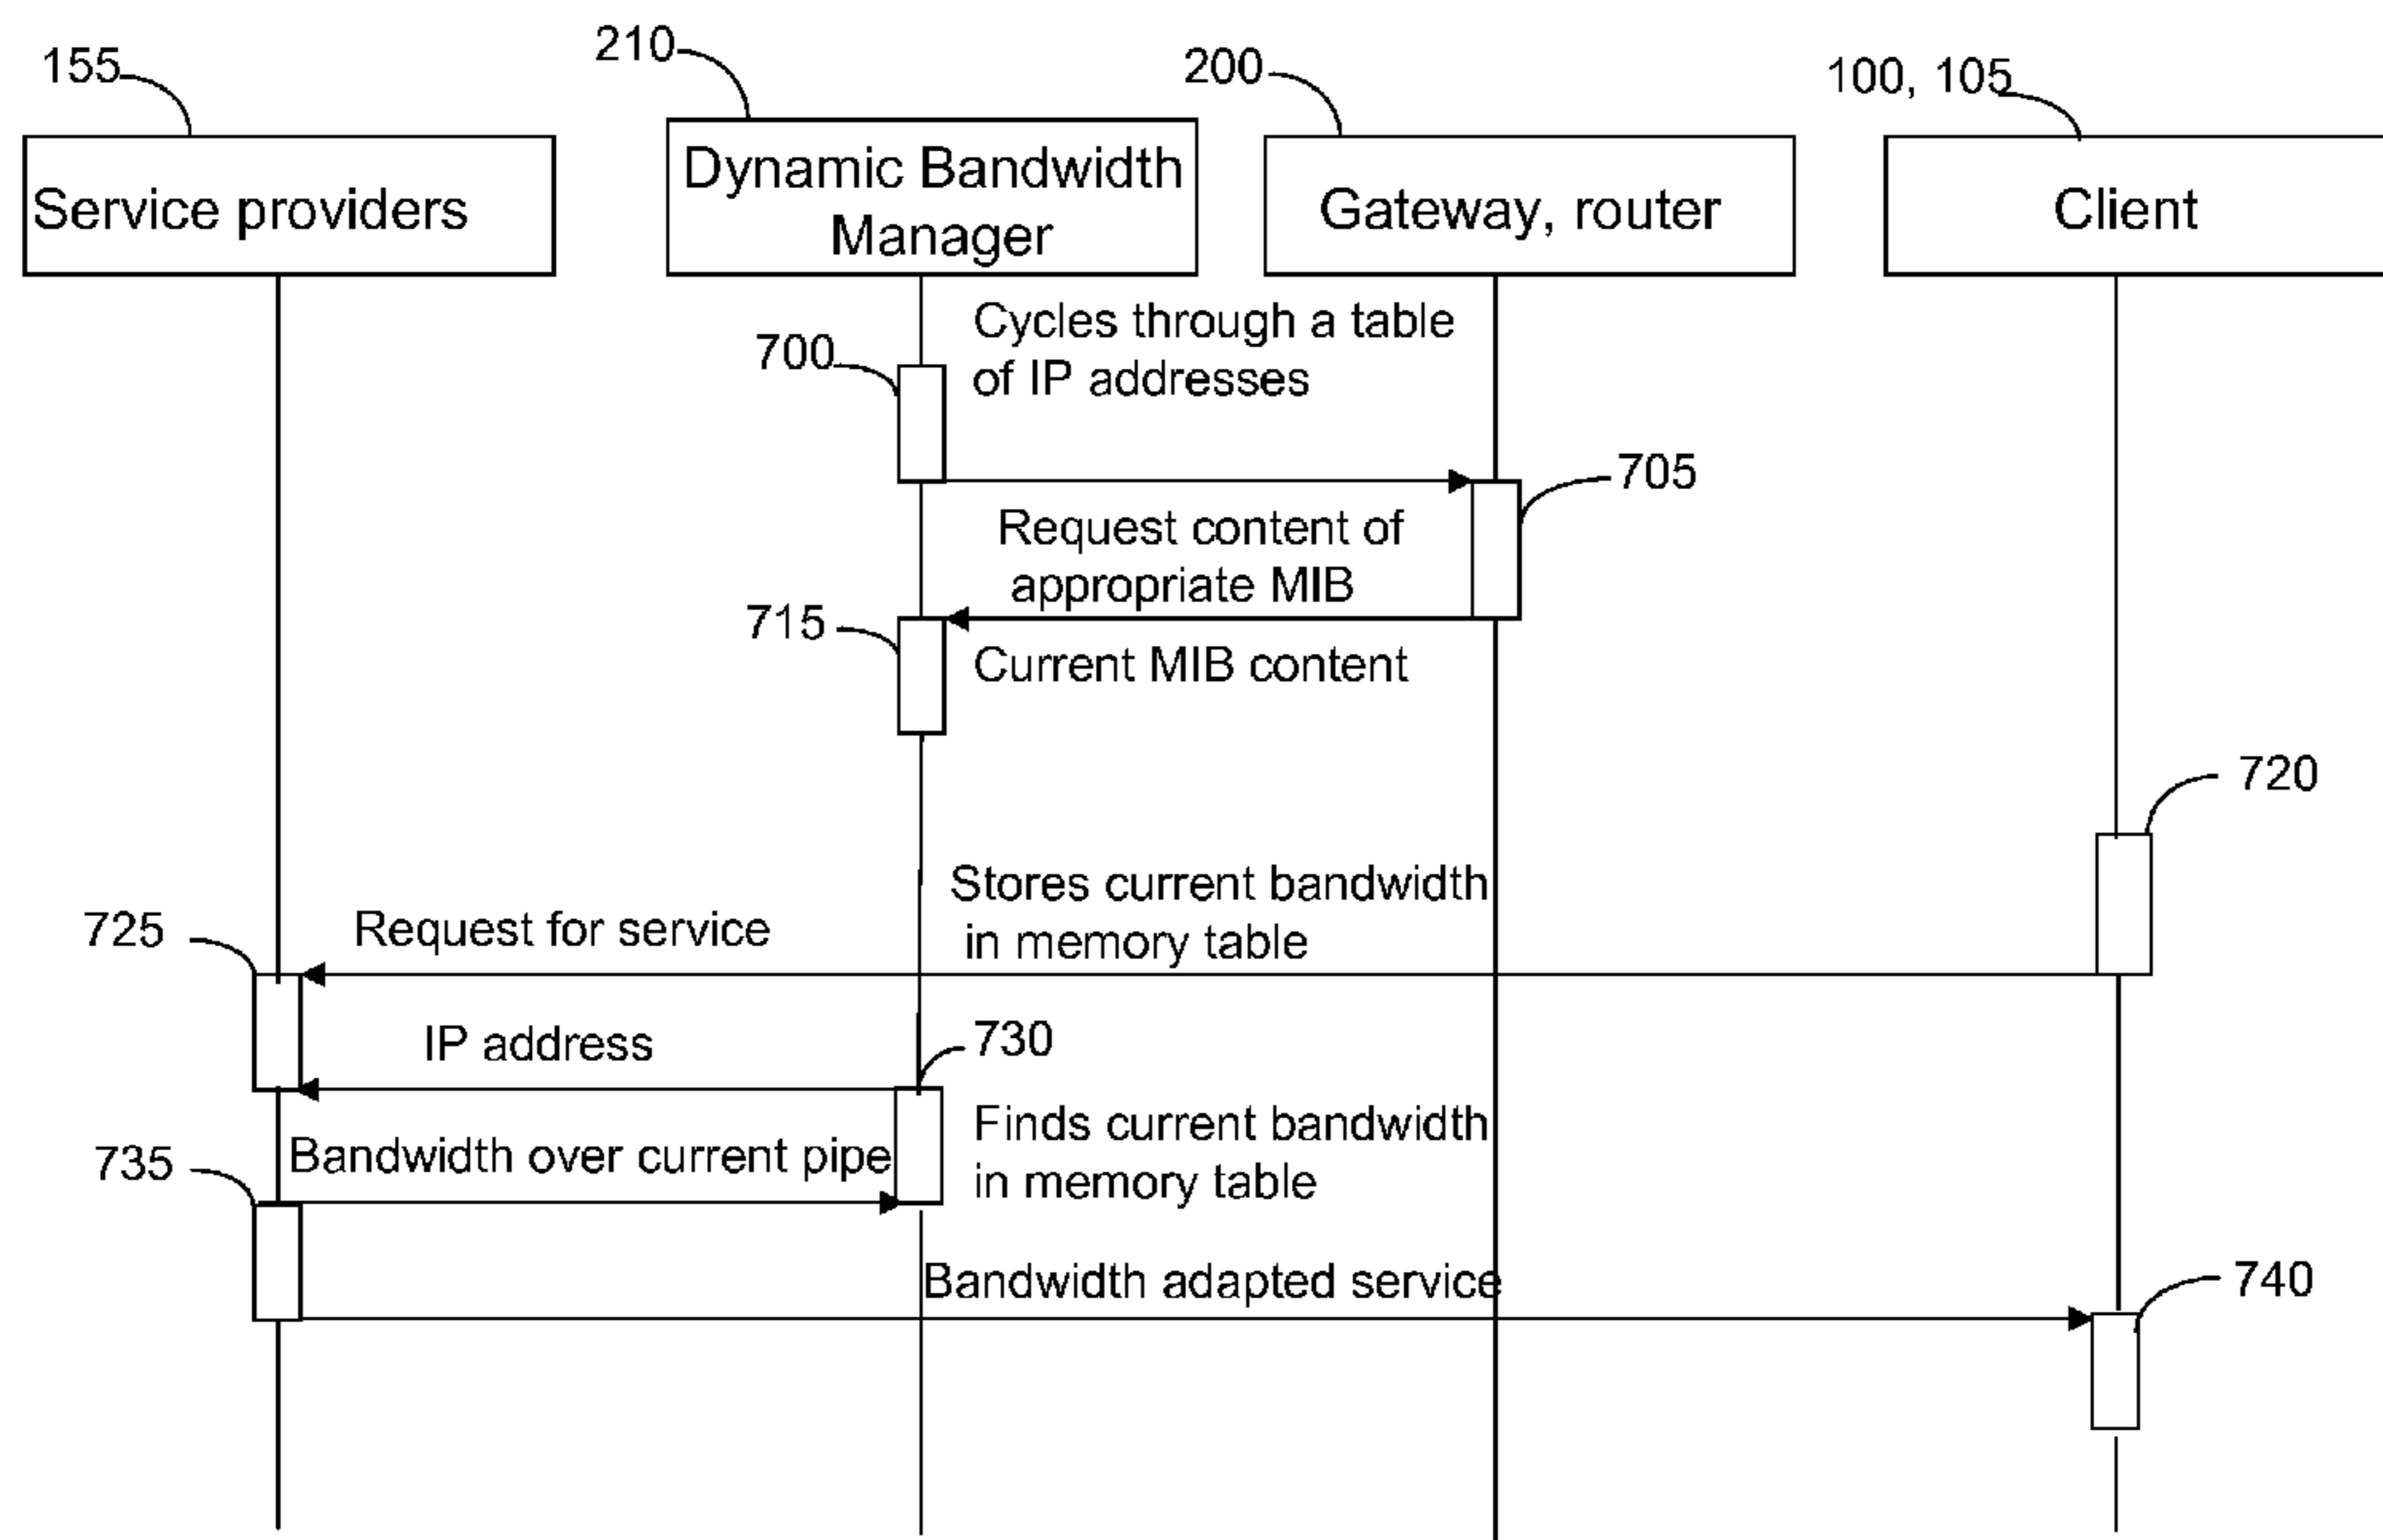 155
210
200
100, 105
Service providers
Dynamic Bandwidth
Manager
Gateway, router
Client
Cycles through a table
of IP addresses
700
705
Request content of
appropriate MIB
715
Current MIB content
720
Stores current bandwidth
in memory table
725
Request for service
IP address
730
Finds current bandwidth
in memory table
735
Bandwidth over current pipe
Bandwidth adapted service
740